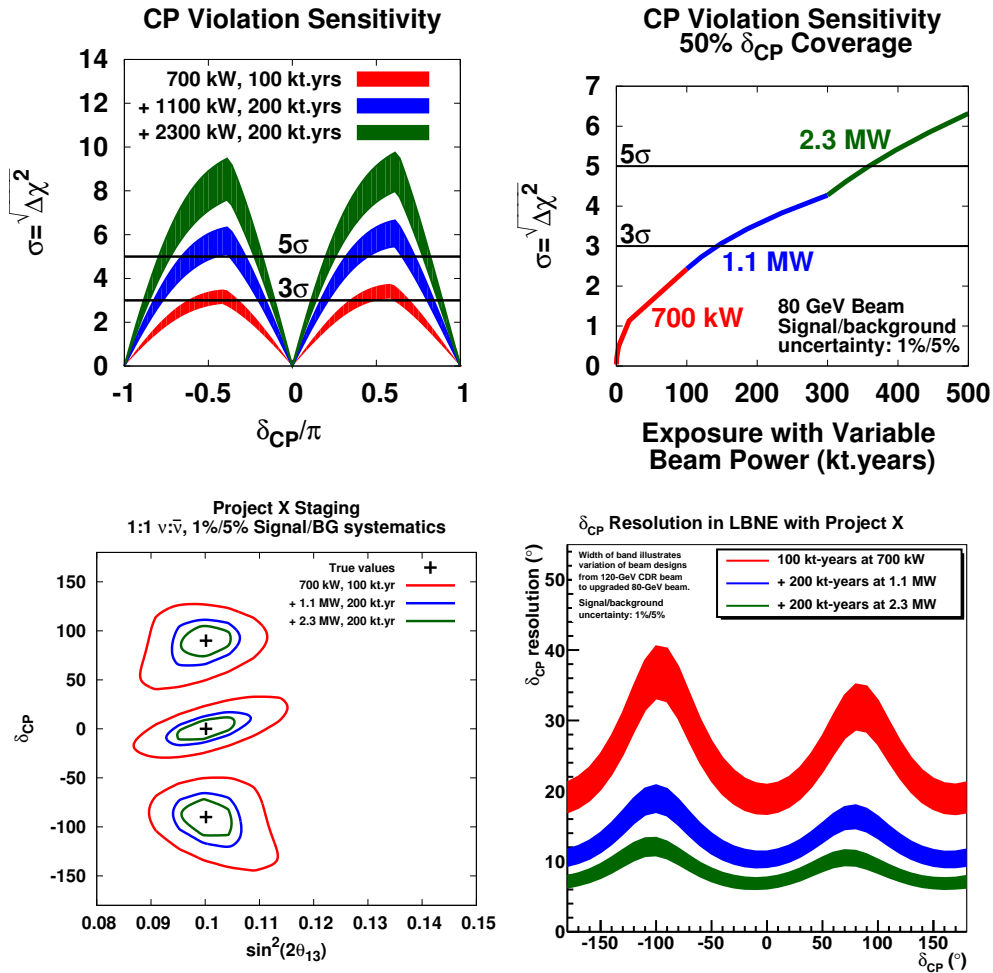 CP Violation Sensitivity
14
12
10
8
6
4
2
0
σ=√Δχ²
700 kW, 100 kt.yrs
+ 1100 kW, 200 kt.yrs
+ 2300 kW, 200 kt.yrs
5σ
3σ
-1 -0.5 0 0.5 1
δCP/π
CP Violation Sensitivity
50% δCP Coverage
7
6
5
4
3
2
1
0
σ=√Δχ²
2.3 MW
5σ
3σ
1.1 MW
700 kW
80 GeV Beam
Signal/background
uncertainty: 1%/5%
0 100 200 300 400 500
Exposure with Variable
Beam Power (kt.years)
Project X Staging
1:1 ν:ν̄, 1%/5% Signal/BG systematics
True values
700 kW, 100 kt.yr
+ 1.1 MW, 200 kt.yr
+ 2.3 MW, 200 kt.yr
150
100
50
0
-50
-100
-150
δCP
0.08 0.09 0.1 0.11 0.12 0.13 0.14 0.15
sin²(2θ13)
δCP Resolution in LBNE with Project X
Width of band illustrates
variation of beam designs
from 120-GeV CDR beam
to upgraded 80-GeV beam.
Signal/background
uncertainty: 1%/5%
100 kt-years at 700 kW
+ 200 kt-years at 1.1 MW
+ 200 kt-years at 2.3 MW
δCP resolution (°)
50
40
30
20
10
0
-150 -100 -50 0 50 100 150
δCP (°)